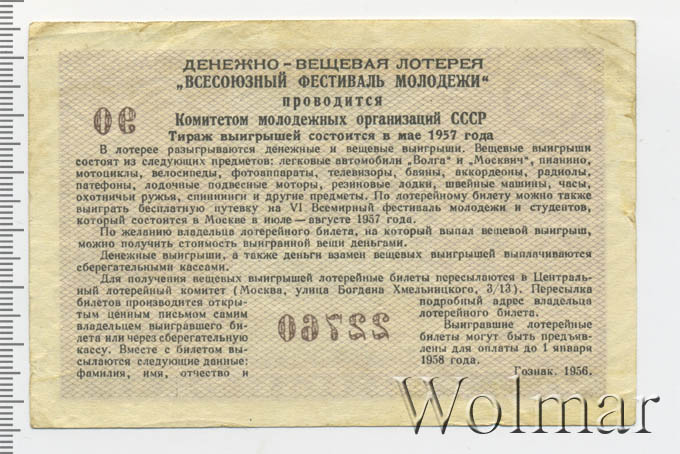 ДЕНЕЖНО-ВЕЩЕВАЯ ЛОТЕРЕЯ
„ВСЕСОЮЗНЫЙ ФЕСТИВАЛЬ МОЛОДЕЖИ“
проводится
Комитетом молодежных организаций СССР
Тираж выигрышей состоится в мае 1957 года
В лотерее разыгрываются денежные и вещевые выигрыши. Вещевые выигрыши
состоят из следующих предметов: легковые автомобили „Волга“ и „Москвич“, пианино,
мотоциклы, велосипеды, фотоаппараты, телевизоры, баяны, аккордеоны, радиолы,
патефоны, лодочные подвесные моторы, резиновые лодки, швейные машины, часы,
охотничьи ружья, спиннинги и другие предметы. По лотерейному билету можно также
выиграть бесплатную путевку на VI Всемирный фестиваль молодежи и студентов,
который состоится в Москве в июле—августе 1957 года.
По желанию владельца лотерейного билета, на который выпал вещевой выигрыш,
можно получить стоимость выигранной вещи деньгами.
Денежные выигрыши, а также деньги взамен вещевых выигрышей выплачиваются
сберегательными кассами.
Для получения вещевых выигрышей лотерейные билеты пересылаются в Централь-
ный лотерейный комитет (Москва, улица Богдана Хмельницкого, 3/13). Пересылка
билетов производится откры-
тым ценным письмом самим
владельцем выигравшего би-
лета или через сберегательную
кассу. Вместе с билетом вы-
сылаются следующие данные:
фамилия, имя, отчество и
подробный адрес владельца
лотерейного билета.
Выигравшие лотерейные
билеты могут быть предъявле-
ны для оплаты до 1 января
1958 года.
Гознак. 1956.
22760
Wolmar